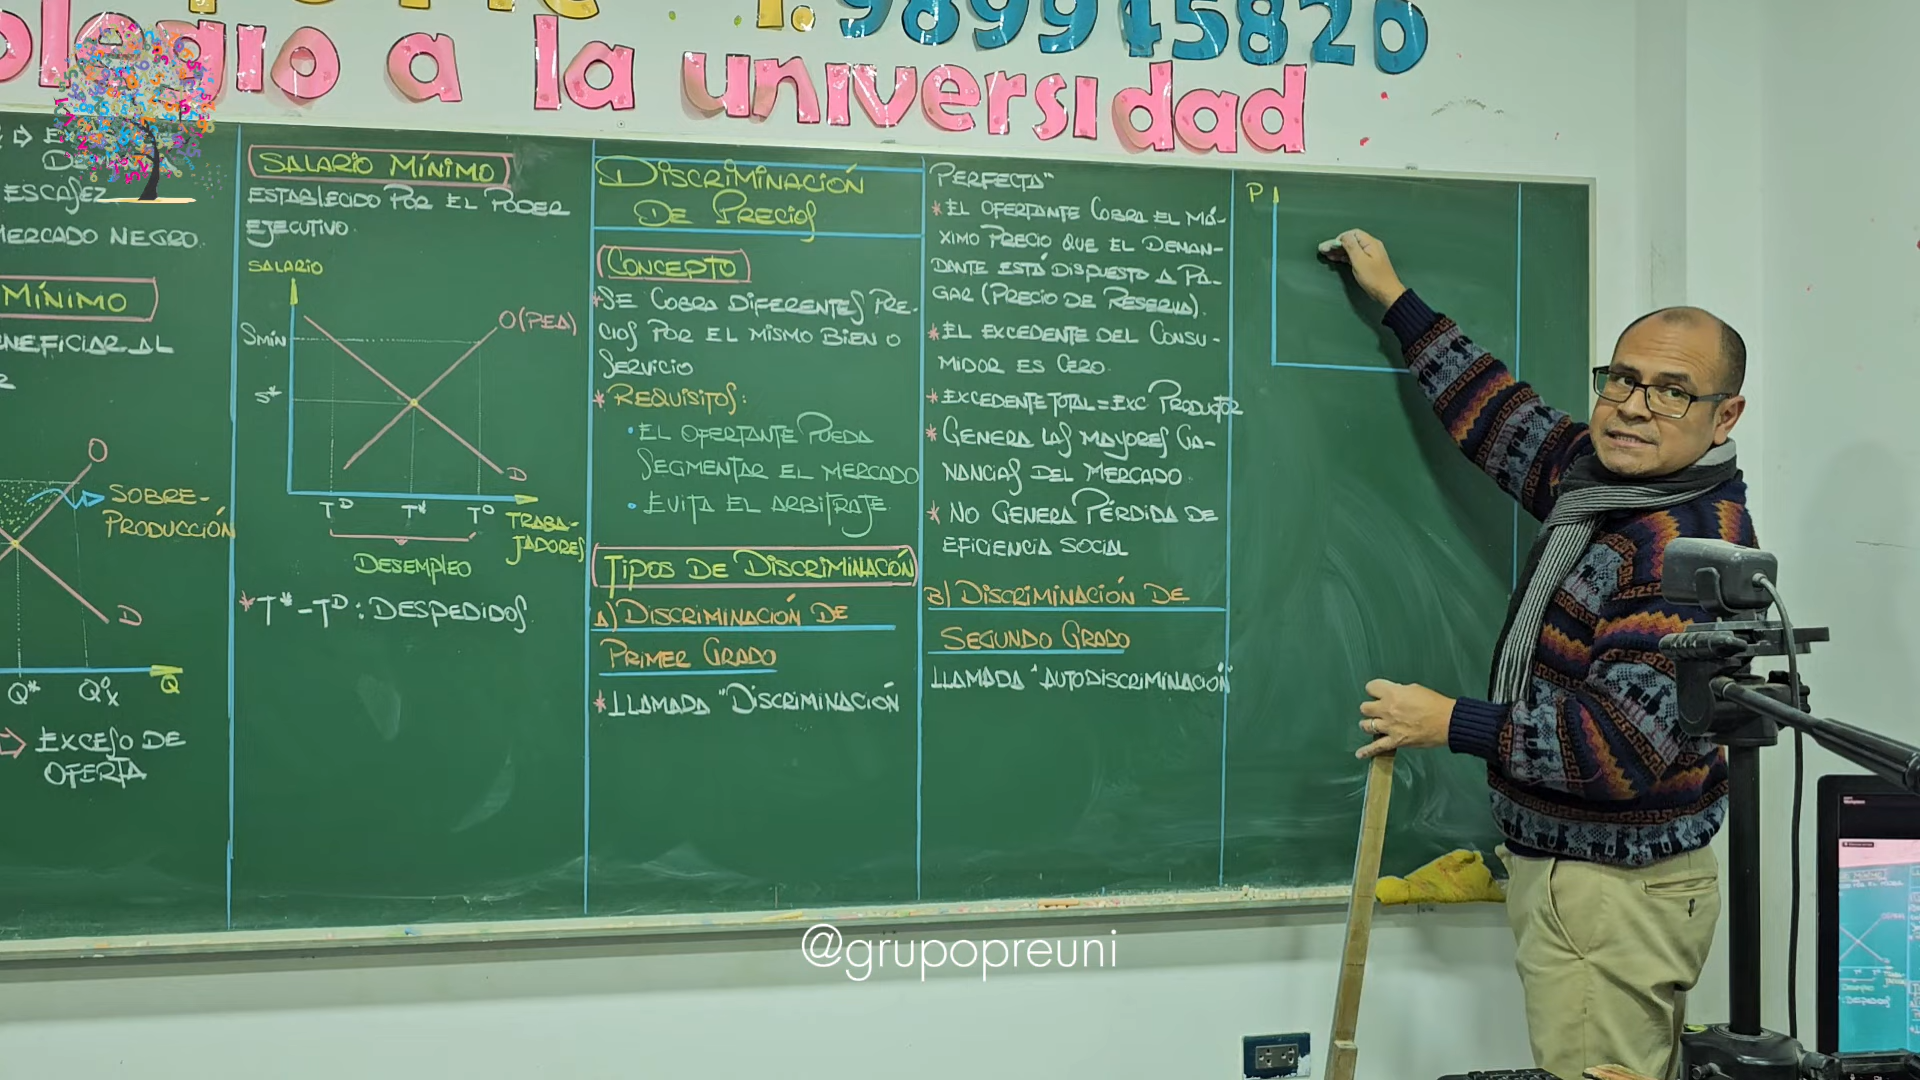 T. 989945820
olegio a la universidad
ESCASEZ
MERCADO NEGRO.
MÍNIMO
ENEFICIAR AL
O
SOBRE-
PRODUCCIÓN
D
Q* Q°x Q
⇨ EXCESO DE
OFERTA
SALARIO MÍNIMO
ESTABLECIDO POR EL PODER
EJECUTIVO.
SALARIO
O(PEA)
SMÍN
S*
D
T^D T* T^O TRABA-
JADORES
DESEMPLEO
* T* - T^D : DESPEDIDOS.
DISCRIMINACIÓN
DE PRECIOS
CONCEPTO
* SE COBRA DIFERENTES PRE-
CIOS POR EL MISMO BIEN O
SERVICIO
* REQUISITOS:
• EL OFERTANTE PUEDA
SEGMENTAR EL MERCADO
• EVITA EL ARBITRATE.
TIPOS DE DISCRIMINACIÓN
A) DISCRIMINACIÓN DE
PRIMER GRADO
* LLAMADA "DISCRIMINACIÓN
PERFECTA"
* EL OFERTANTE COBRA EL MÁ-
XIMO PRECIO QUE EL DEMAN-
DANTE ESTÁ DISPUESTO A PA-
GAR (PRECIO DE RESERVA).
* EL EXCEDENTE DEL CONSU-
MIDOR ES CERO.
* EXCEDENTE TOTAL = EXC PRODUCTOR
* GENERA LAS MAYORES GA-
NANCIAS DEL MERCADO.
* NO GENERA PÉRDIDA DE
EFICIENCIA SOCIAL
B) DISCRIMINACIÓN DE
SEGUNDO GRADO
LLAMADA "AUTODISCRIMINACIÓN"
P
@grupopreuni